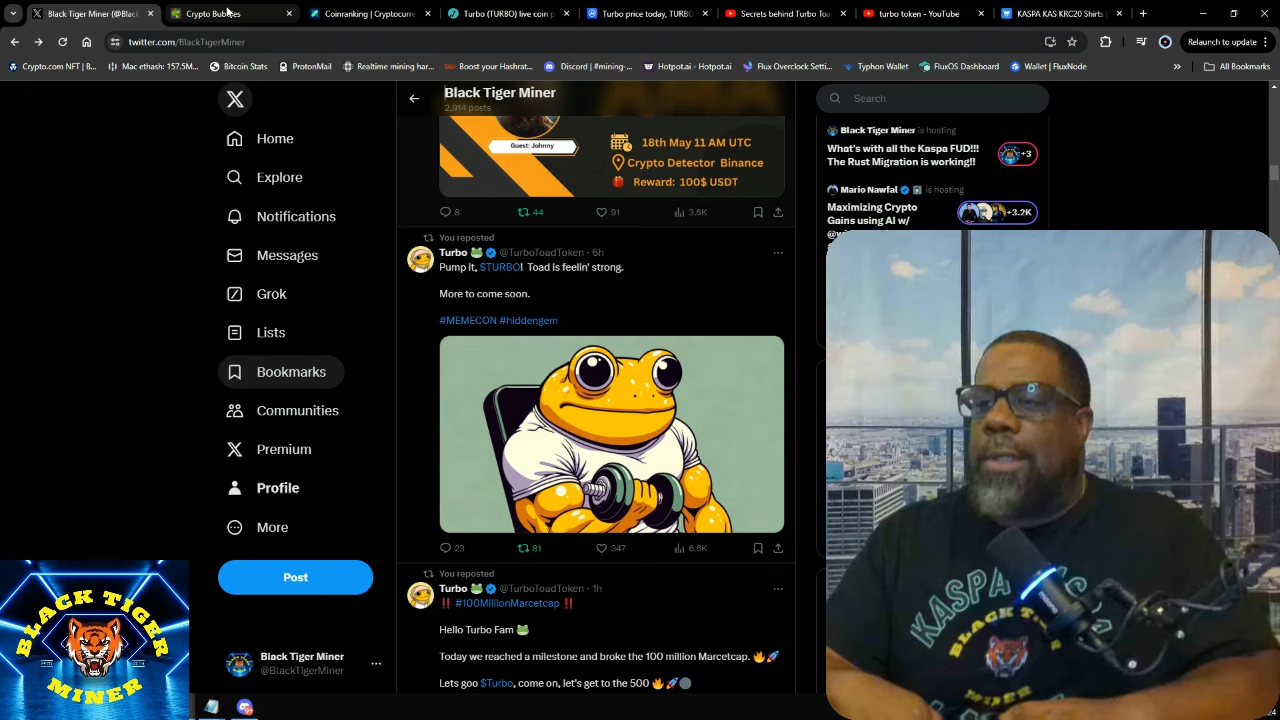 Black Tiger Miner (@Black
Crypto Bubbles
Coinranking | Cryptocurre
Turbo (TURBO) live coin p
Turbo price today, TURBO
Secrets behind Turbo Toa
turbo token - YouTube
KASPA KAS KRC20 Shirts |
twitter.com/BlackTigerMiner
Relaunch to update
Crypto.com NFT | B...
Mac ethash: 157.5M...
Bitcoin Stats
ProtonMail
Realtime mining har...
Boost your Hashrat...
Discord | #mining-...
Hotpot.ai - Hotpot.ai
Flux Overclock Setti...
Typhon Wallet
FluxOS Dashboard
Wallet | FluxNode
All Bookmarks
Home
Explore
Notifications
Messages
Grok
Lists
Bookmarks
Communities
Premium
Profile
More
Post
Black Tiger Miner
@BlackTigerMiner
Black Tiger Miner
2,914 posts
Guest: Johnny
18th May 11 AM UTC
Crypto Detector Binance
Reward: 100$ USDT
8 44 91 3.6K
You reposted
Turbo 🐸 @TurboToadToken · 6h
Pump it, $TURBO! Toad is feelin' strong.
More to come soon.
#MEMECON #hiddengem
23 81 347 6.6K
You reposted
Turbo 🐸 @TurboToadToken · 1h
‼️ #100MillionMarcetcap ‼️
Hello Turbo Fam 🐸
Today we reached a milestone and broke the 100 million Marcetcap. 🔥🚀
Lets goo $Turbo, come on, let's get to the 500 🔥🚀🌑
Search
Black Tiger Miner is hosting
What's with all the Kaspa FUD!!!
The Rust Migration is working!!
+3
Mario Nawfal is hosting
Maximizing Crypto
Gains using AI w/
+3.2K
BLACK TIGER
MINER
KASPA
BLACK
MINER